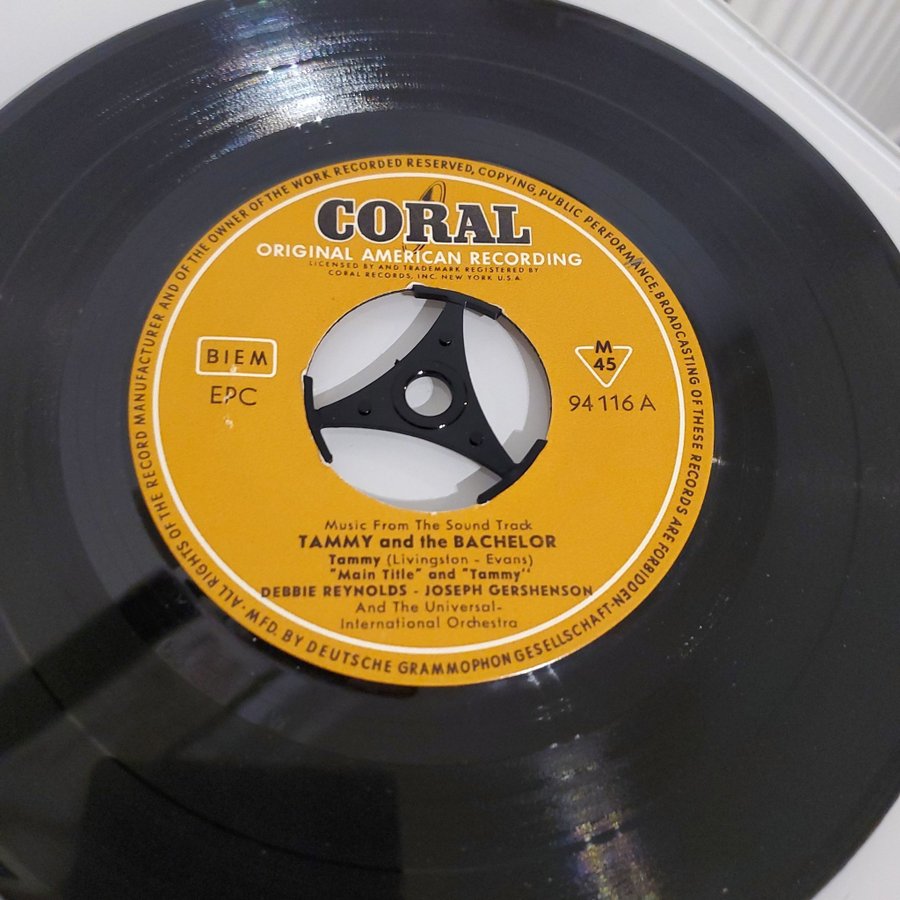 CORAL
ORIGINAL AMERICAN RECORDING
LICENSED BY AND TRADEMARK REGISTERED BY
CORAL RECORDS, INC. NEW YORK U.S.A.
BIEM
EPC
M
45
94 116 A
Music From The Sound Track
TAMMY and the BACHELOR
Tammy (Livingston - Evans)
"Main Title" and "Tammy"
DEBBIE REYNOLDS - JOSEPH GERSHENSON
And The Universal-
International Orchestra
ALL RIGHTS OF THE RECORD MANUFACTURER AND OF THE OWNER OF THE WORK RECORDED RESERVED, COPYING, PUBLIC PERFORMANCE, BROADCASTING OF THESE RECORDS ARE FORBIDDEN
MFD. BY DEUTSCHE GRAMMOPHON GESELLSCHAFT